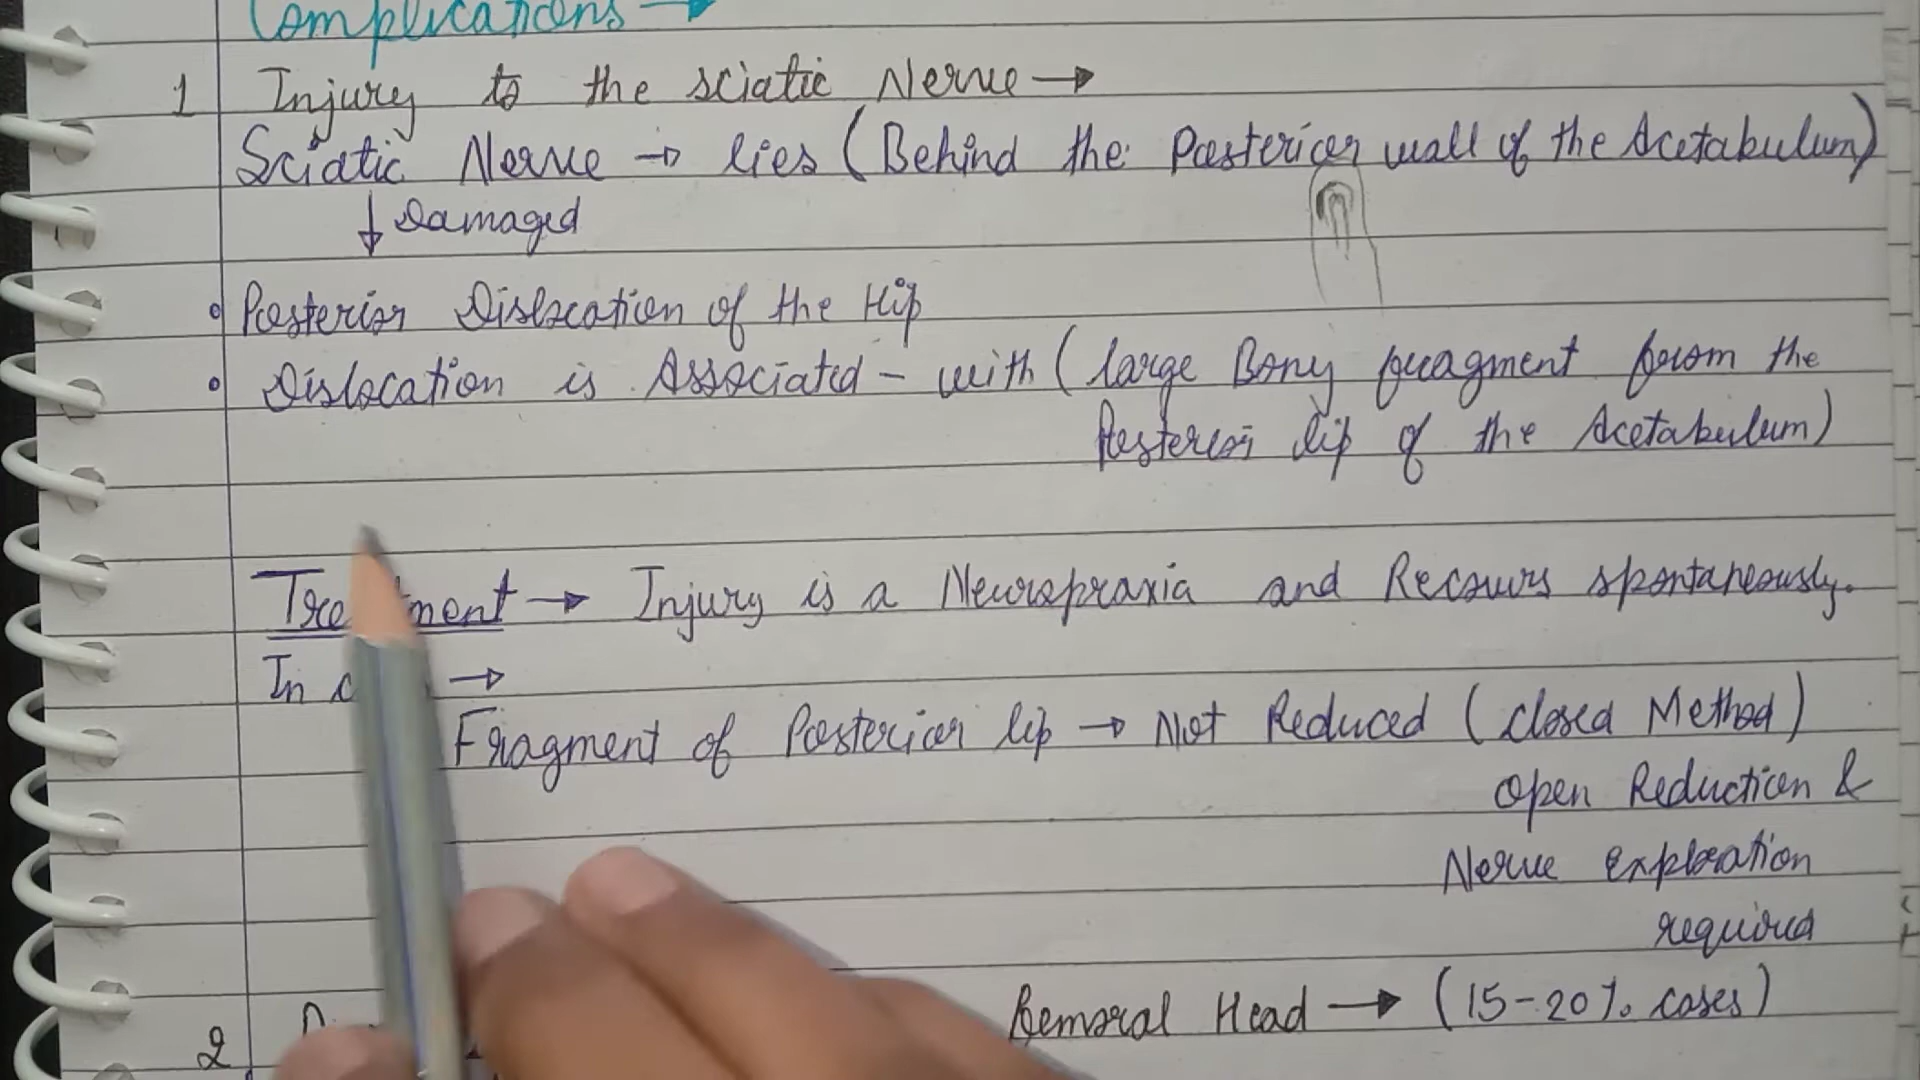 Complications →
1 Injury to the sciatic Nerve →
Sciatic Nerve → lies (Behind the Posterior wall of the Acetabulum)
↓ Damaged
Posterior Dislocation of the Hip
Dislocation is Associated - with (large Bony fragment from the
Posterior lip of the Acetabulum)
Treatment → Injury is a Neuropraxia and Recovers spontaneously.
In →
Fragment of Posterior lip → Not Reduced (closed Method)
open Reduction &
Nerve exploration
required
2 Femoral Head → (15-20% cases)